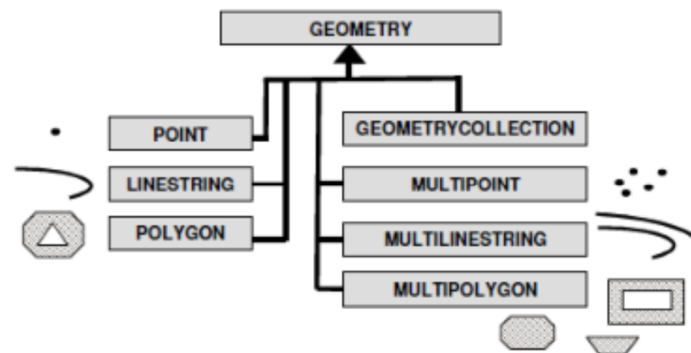 GEOMETRY
POINT
GEOMETRYCOLLECTION
LINESTRING
MULTIPOINT
POLYGON
MULTILINESTRING
MULTIPOLYGON